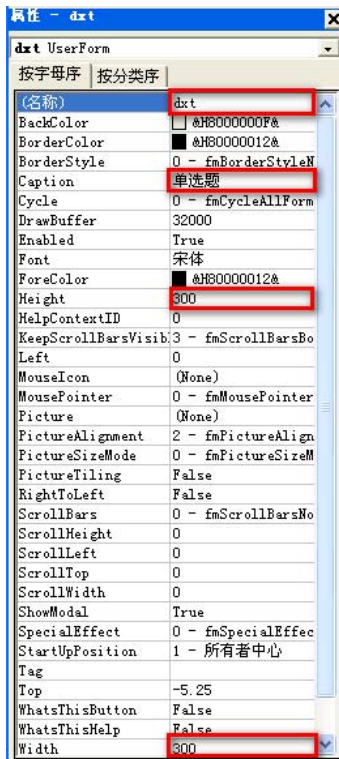 属性 - dxt
dxt UserForm
按字母序 按分类序
(名称) dxt
BackColor &H8000000F&
BorderColor &H80000012&
BorderStyle 0 - fmBorderStyleN
Caption 单选题
Cycle 0 - fmCycleAllForm
DrawBuffer 32000
Enabled True
Font 宋体
ForeColor &H80000012&
Height 300
HelpContextID 0
KeepScrollBarsVisib 3 - fmScrollBarsBo
Left 0
MouseIcon (None)
MousePointer 0 - fmMousePointer
Picture (None)
PictureAlignment 2 - fmPictureAlign
PictureSizeMode 0 - fmPictureSizeM
PictureTiling False
RightToLeft False
ScrollBars 0 - fmScrollBarsNo
ScrollHeight 0
ScrollLeft 0
ScrollTop 0
ScrollWidth 0
ShowModal True
SpecialEffect 0 - fmSpecialEffec
StartUpPosition 1 - 所有者中心
Tag
Top -5.25
WhatsThisButton False
WhatsThisHelp False
Width 300